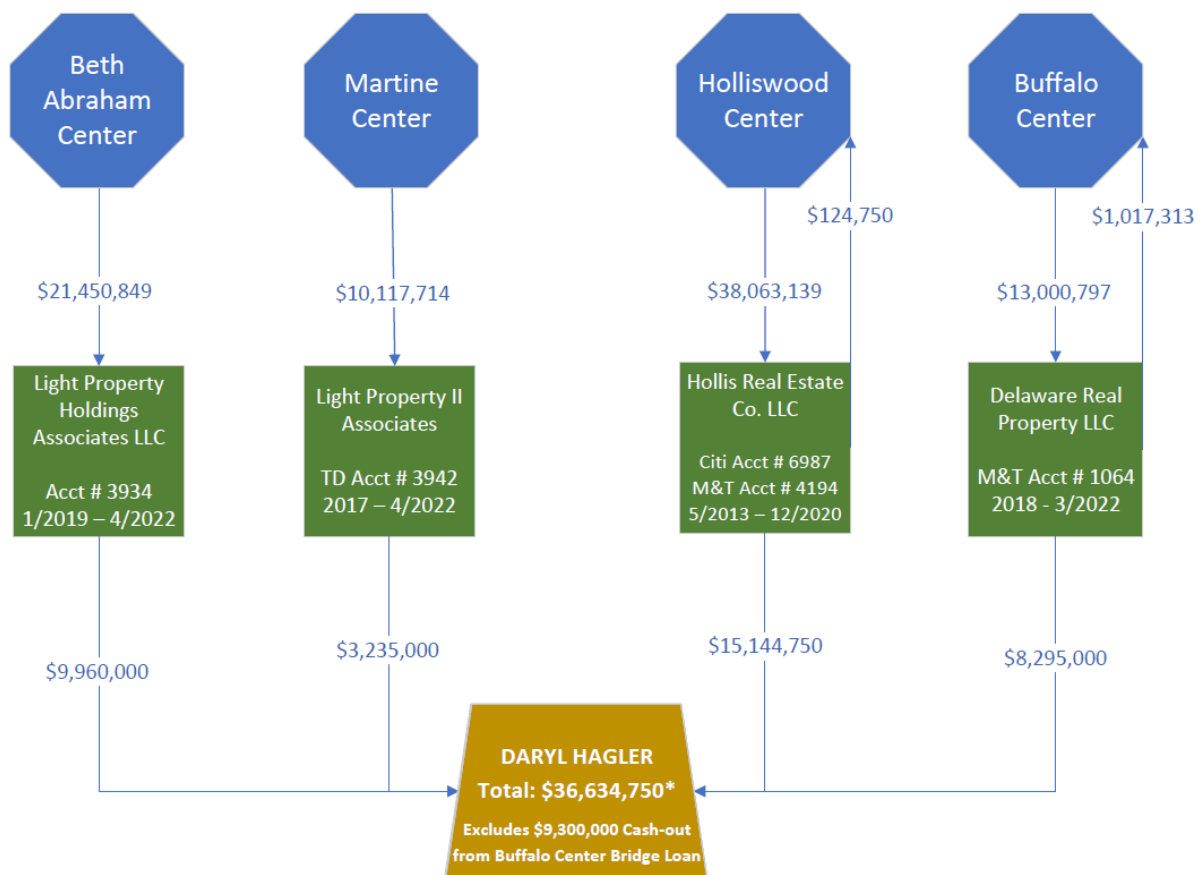 Beth
Abraham
Center
Martine
Center
Holliswood
Center
Buffalo
Center
$124,750
$1,017,313
$21,450,849
$10,117,714
$38,063,139
$13,000,797
Light Property
Holdings
Associates LLC
Acct # 3934
1/2019 – 4/2022
Light Property II
Associates
TD Acct # 3942
2017 – 4/2022
Hollis Real Estate
Co. LLC
Citi Acct # 6987
M&T Acct # 4194
5/2013 – 12/2020
Delaware Real
Property LLC
M&T Acct # 1064
2018 - 3/2022
$9,960,000
$3,235,000
$15,144,750
$8,295,000
DARYL HAGLER
Total: $36,634,750*
Excludes $9,300,000 Cash-out
from Buffalo Center Bridge Loan